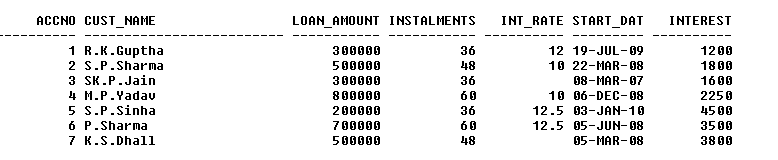 ACCNO CUST_NAME LOAN_AMOUNT INSTALMENTS INT_RATE START_DAT INTEREST
---------- -------------------- ----------- ----------- ---------- --------- ----------
1 R.K.Guptha 300000 36 12 19-JUL-09 1200
2 S.P.Sharma 500000 48 10 22-MAR-08 1800
3 SK.P.Jain 300000 36 08-MAR-07 1600
4 M.P.Yadav 800000 60 10 06-DEC-08 2250
5 S.P.Sinha 200000 36 12.5 03-JAN-10 4500
6 P.Sharma 700000 60 12.5 05-JUN-08 3500
7 K.S.Dhall 500000 48 05-MAR-08 3800